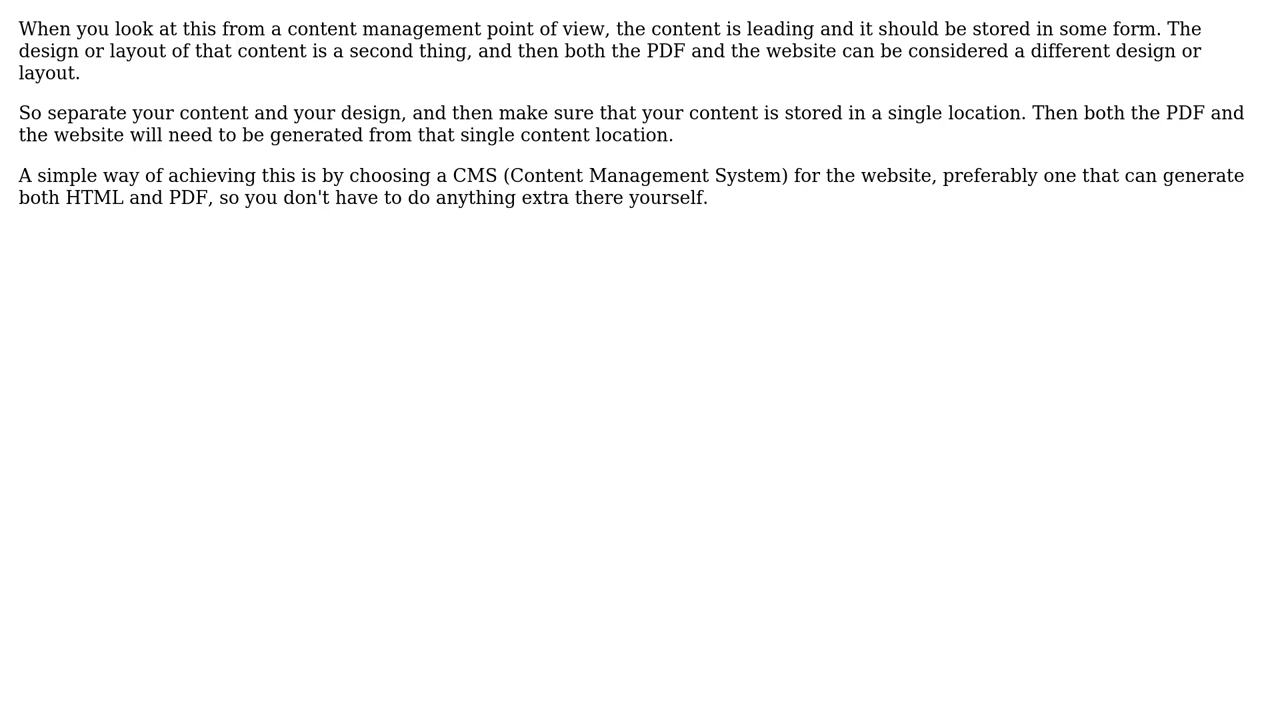 When you look at this from a content management point of view, the content is leading and it should be stored in some form. The
design or layout of that content is a second thing, and then both the PDF and the website can be considered a different design or
layout.
So separate your content and your design, and then make sure that your content is stored in a single location. Then both the PDF and
the website will need to be generated from that single content location.
A simple way of achieving this is by choosing a CMS (Content Management System) for the website, preferably one that can generate
both HTML and PDF, so you don't have to do anything extra there yourself.